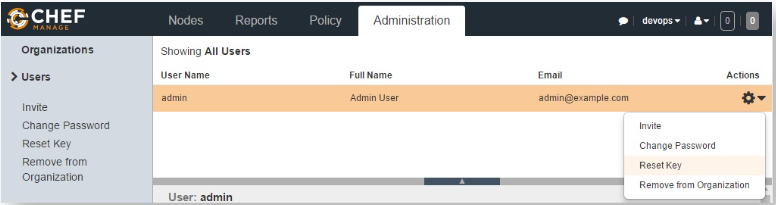 CHEF
MANAGE
Nodes Reports Policy Administration
devops 0 0
Organizations
Users
Invite
Change Password
Reset Key
Remove from
Organization
Showing All Users
User Name Full Name Email Actions
admin Admin User admin@example.com
Invite
Change Password
Reset Key
Remove from Organization
User: admin